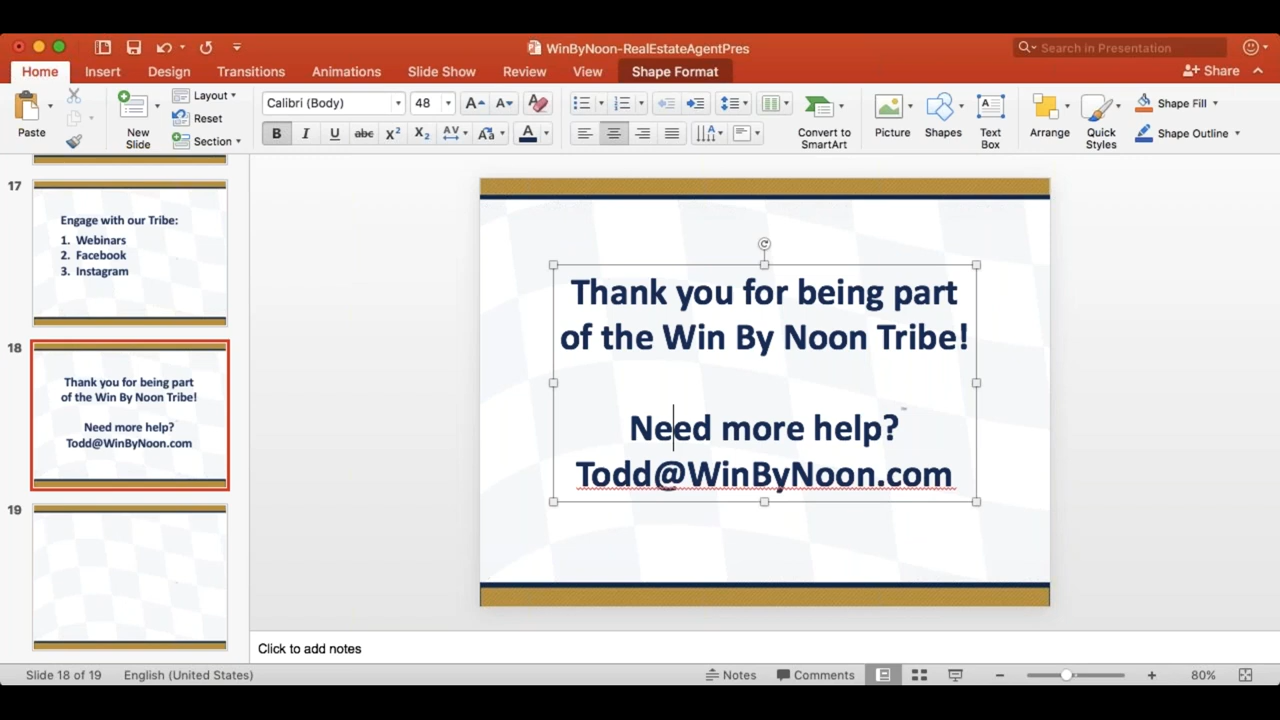 WinByNoon-RealEstateAgentPres
Search in Presentation
Home Insert Design Transitions Animations Slide Show Review View Shape Format
Share
Paste
New
Slide
Layout
Reset
Section
Calibri (Body) 48
Convert to
SmartArt
Picture
Shapes
Text
Box
Arrange
Quick
Styles
Shape Fill
Shape Outline
17
Engage with our Tribe:
1. Webinars
2. Facebook
3. Instagram
18
Thank you for being part
of the Win By Noon Tribe!
Need more help?
Todd@WinByNoon.com
19
Thank you for being part
of the Win By Noon Tribe!
Need more help?
Todd@WinByNoon.com
Click to add notes
Slide 18 of 19 English (United States) Notes Comments 80%